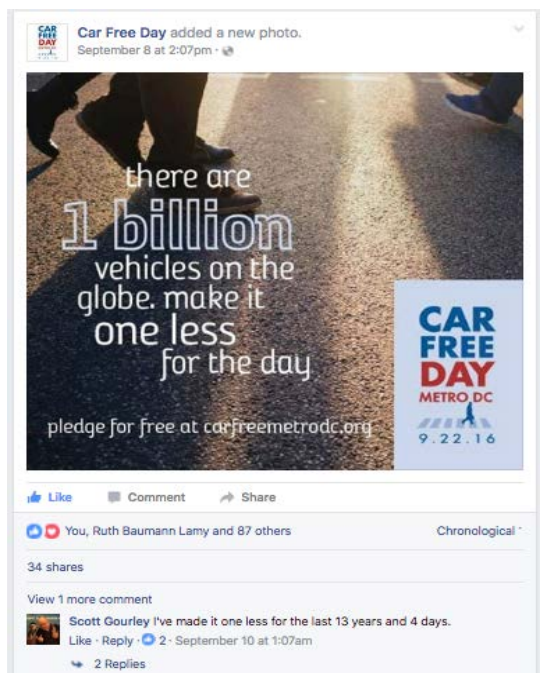 CAR
FREE
DAY
Car Free Day added a new photo.
September 8 at 2:07pm ·
there are
1 billion
vehicles on the
globe. make it
one less
for the day
pledge for free at carfreemetrodc.org
CAR
FREE
DAY
METRO DC
9.22.16
Like Comment Share
You, Ruth Baumann Lamy and 87 others Chronological
34 shares
View 1 more comment
Scott Gourley I've made it one less for the last 13 years and 4 days.
Like · Reply · 2 · September 10 at 1:07am
2 Replies